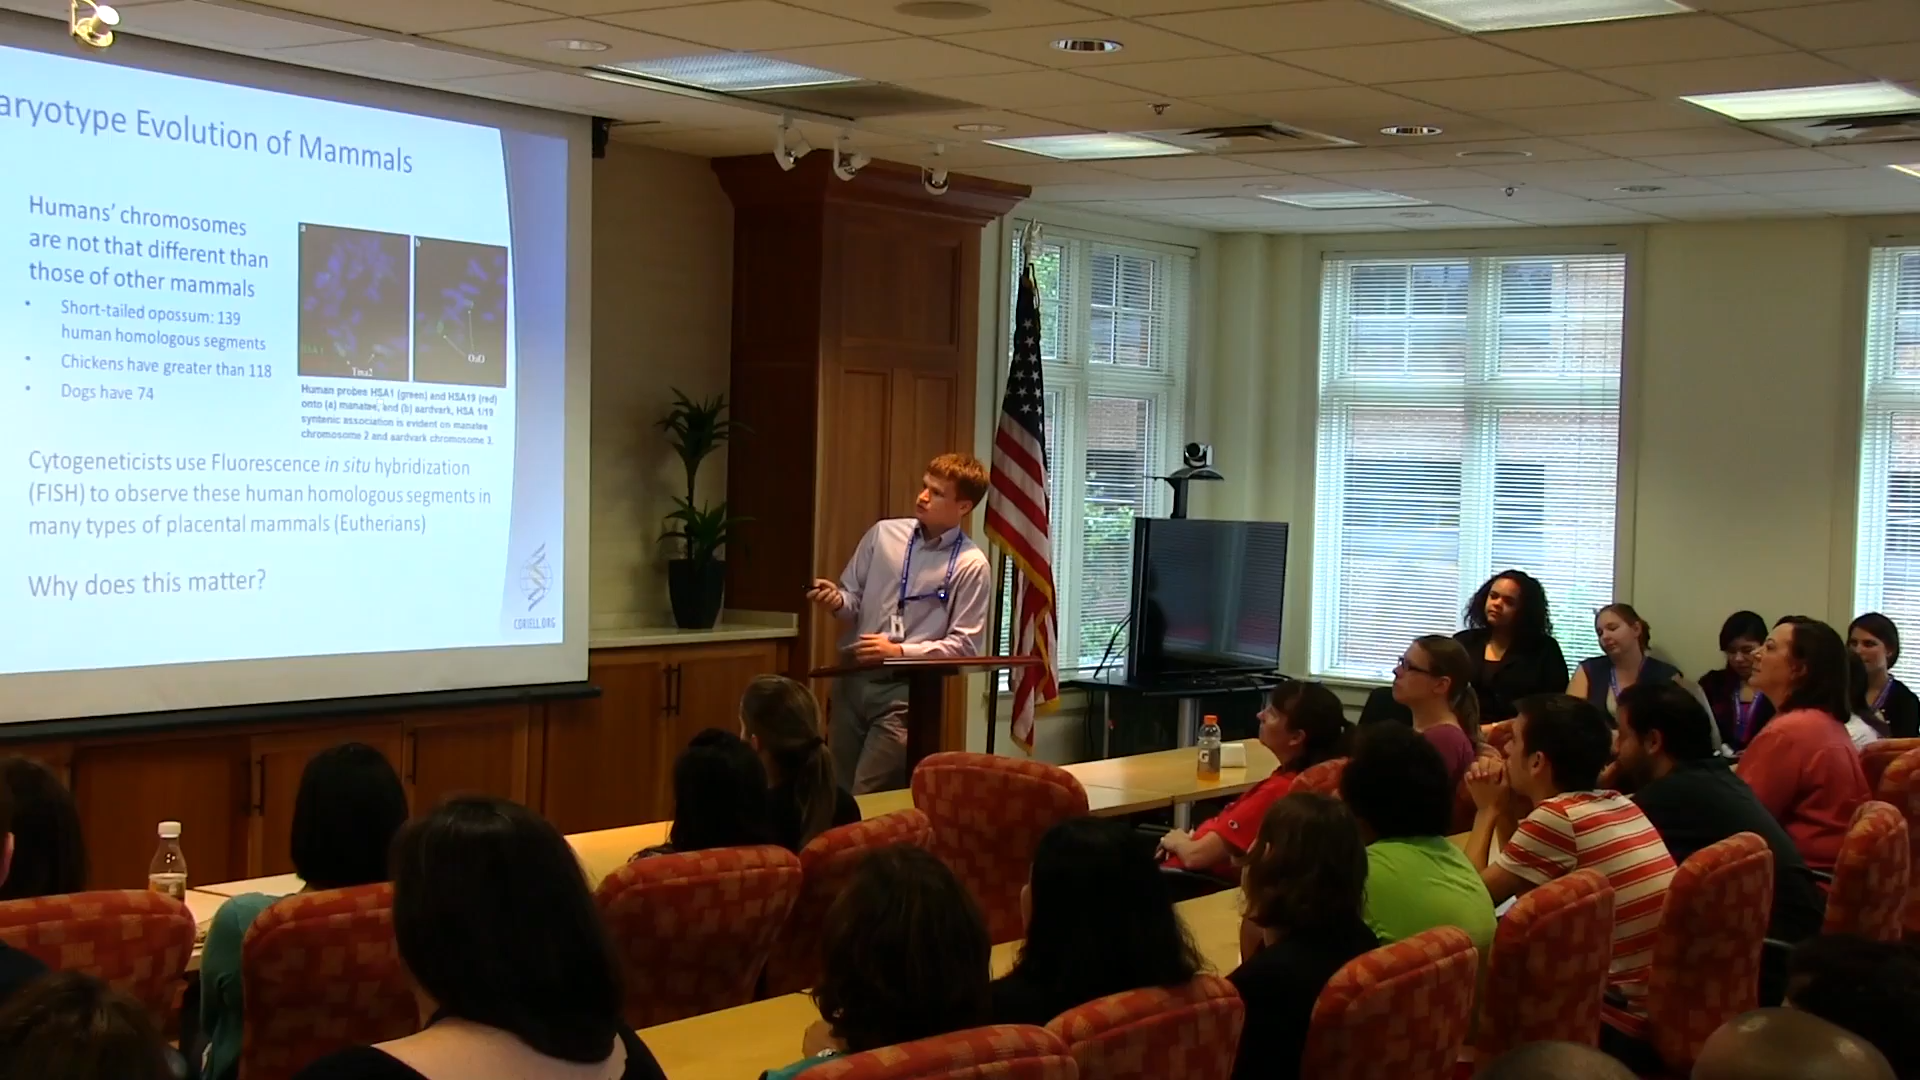 aryotype Evolution of Mammals
Humans' chromosomes
are not that different than
those of other mammals
• Short-tailed opossum: 139
human homologous segments
• Chickens have greater than 118
• Dogs have 74
a
b
HSA1
Tma2
Human probes HSA1 (green) and HSA19 (red)
onto (a) manatee, and (b) aardvark, HSA 1/19
syntenic association is evident on manatee
chromosome 2 and aardvark chromosome 3.
Cytogeneticists use Fluorescence in situ hybridization
(FISH) to observe these human homologous segments in
many types of placental mammals (Eutherians)
Why does this matter?
CORIELL.ORG
G